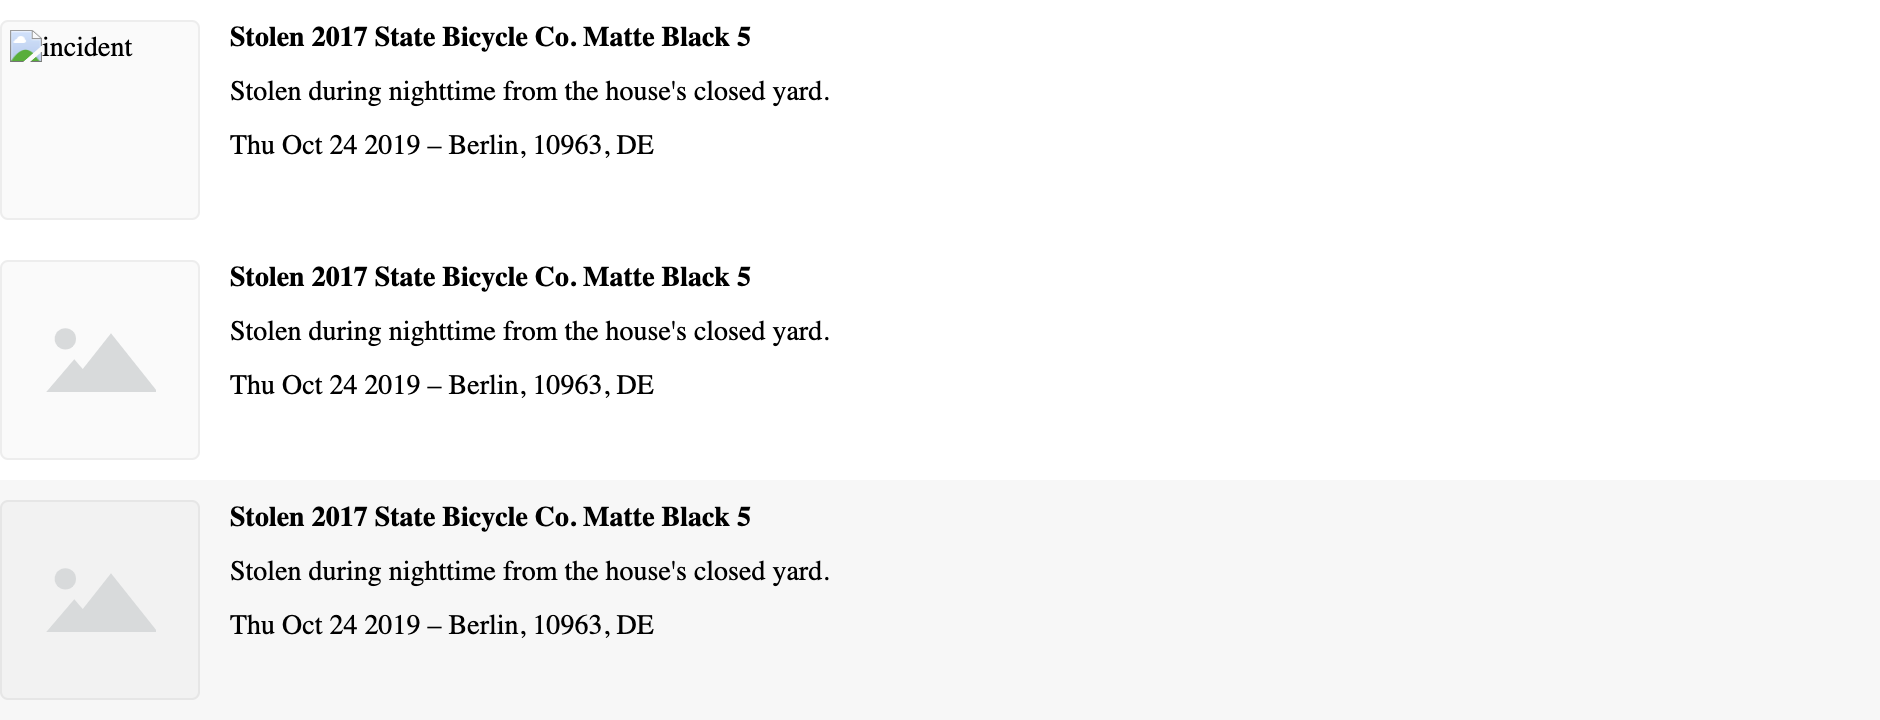 incident
Stolen 2017 State Bicycle Co. Matte Black 5
Stolen during nighttime from the house's closed yard.
Thu Oct 24 2019 – Berlin, 10963, DE
Stolen 2017 State Bicycle Co. Matte Black 5
Stolen during nighttime from the house's closed yard.
Thu Oct 24 2019 – Berlin, 10963, DE
Stolen 2017 State Bicycle Co. Matte Black 5
Stolen during nighttime from the house's closed yard.
Thu Oct 24 2019 – Berlin, 10963, DE